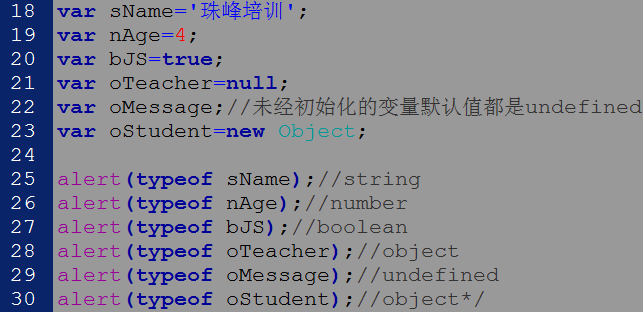 18 var sName='珠峰培训';
19 var nAge=4;
20 var bJS=true;
21 var oTeacher=null;
22 var oMessage;//未经初始化的变量默认值都是undefined
23 var oStudent=new Object;
24
25 alert(typeof sName);//string
26 alert(typeof nAge);//number
27 alert(typeof bJS);//boolean
28 alert(typeof oTeacher);//object
29 alert(typeof oMessage);//undefined
30 alert(typeof oStudent);//object*/